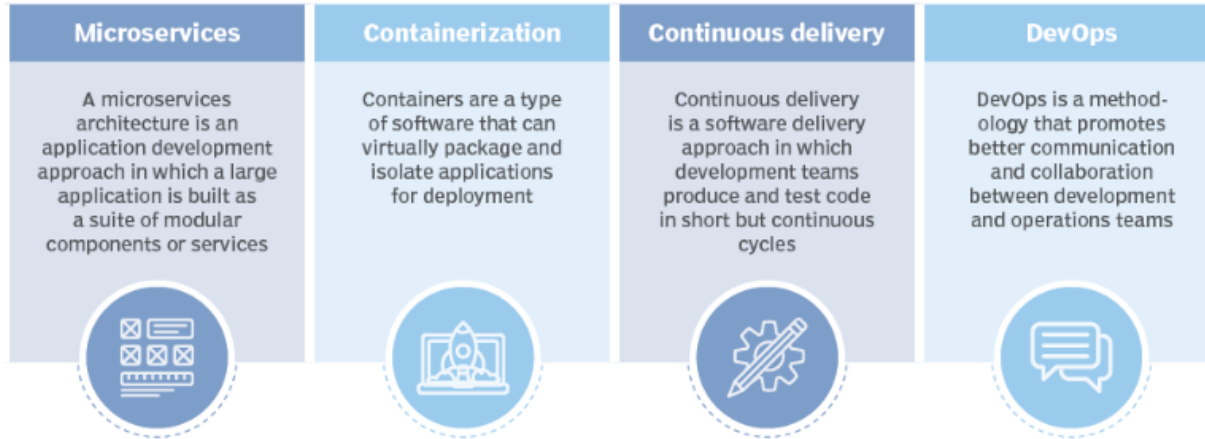 Microservices
A microservices
architecture is an
application development
approach in which a large
application is built as
a suite of modular
components or services
Containerization
Containers are a type
of software that can
virtually package and
isolate applications
for deployment
Continuous delivery
Continuous delivery
is a software delivery
approach in which
development teams
produce and test code
in short but continuous
cycles
DevOps
DevOps is a method-
ology that promotes
better communication
and collaboration
between development
and operations teams